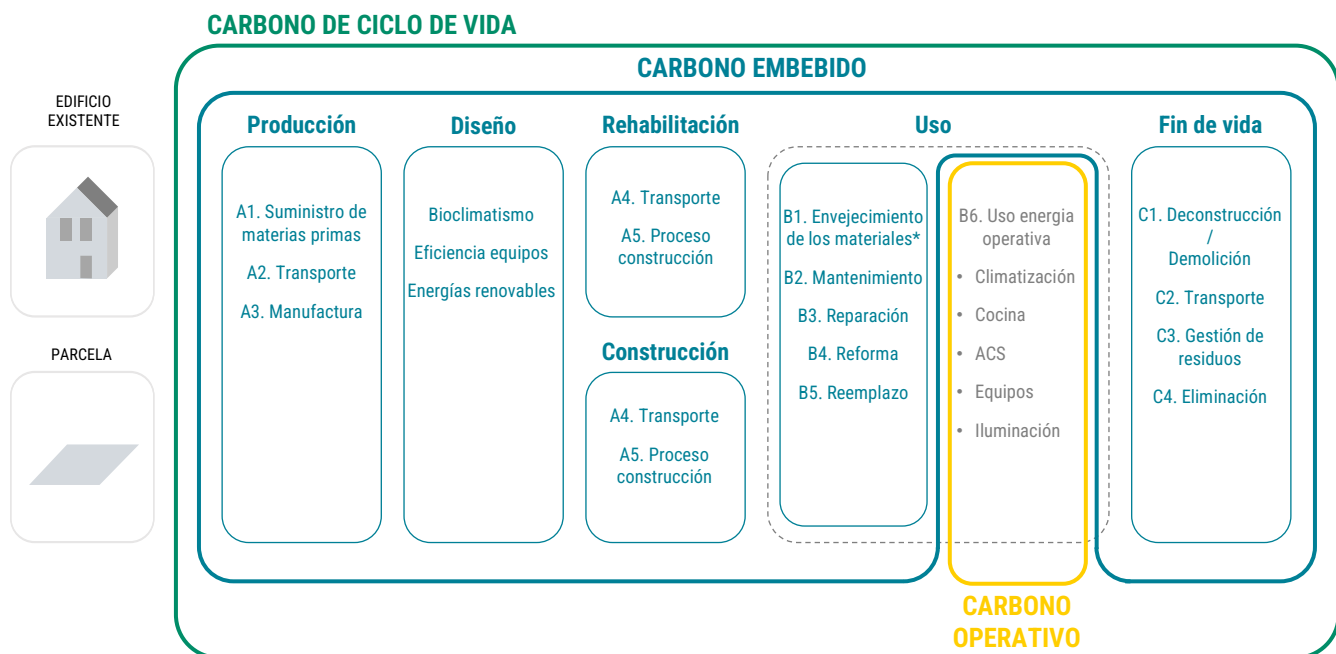 CARBONO DE CICLO DE VIDA
CARBONO EMBEBIDO
EDIFICIO
EXISTENTE
PARCELA
Producción
A1. Suministro de
materias primas
A2. Transporte
A3. Manufactura
Diseño
Bioclimatismo
Eficiencia equipos
Energías renovables
Rehabilitación
A4. Transporte
A5. Proceso
construcción
Construcción
A4. Transporte
A5. Proceso
construcción
Uso
B1. Envejecimiento
de los materiales*
B2. Mantenimiento
B3. Reparación
B4. Reforma
B5. Reemplazo
B6. Uso energia
operativa
• Climatización
• Cocina
• ACS
• Equipos
• Iluminación
CARBONO
OPERATIVO
Fin de vida
C1. Deconstrucción
/
Demolición
C2. Transporte
C3. Gestión de
residuos
C4. Eliminación